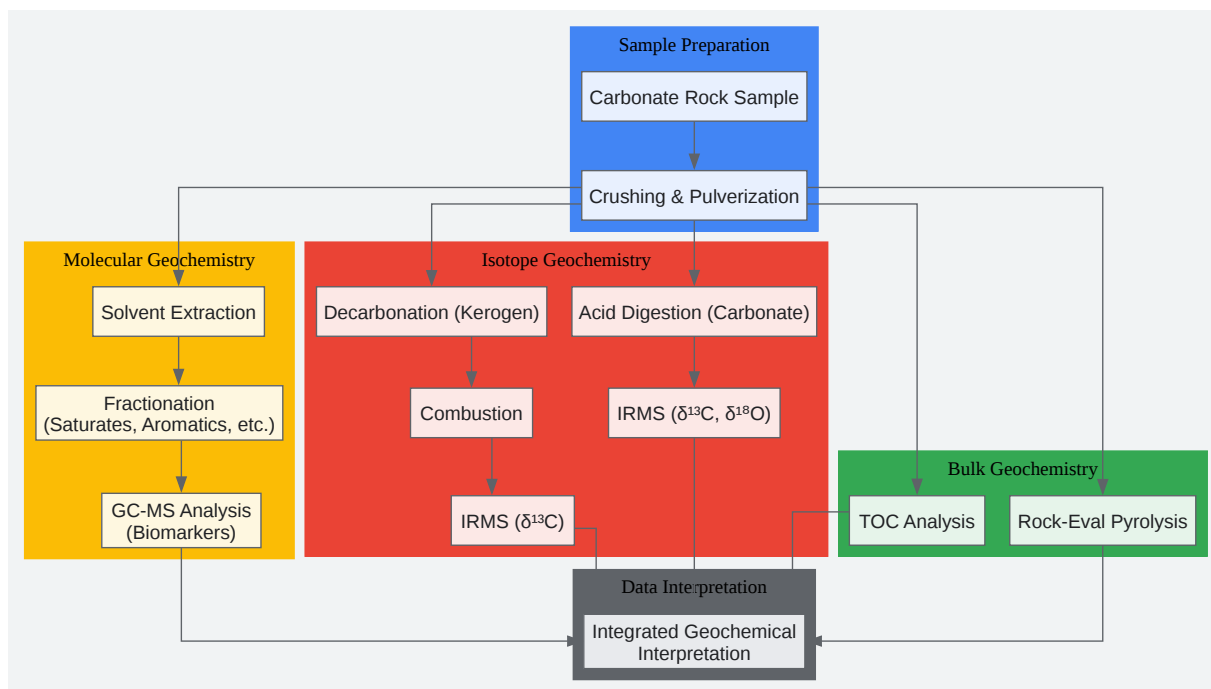 Sample Preparation
Carbonate Rock Sample
Crushing & Pulverization
Molecular Geochemistry
Solvent Extraction
Fractionation
(Saturates, Aromatics, etc.)
GC-MS Analysis
(Biomarkers)
Isotope Geochemistry
Decarbonation (Kerogen)
Acid Digestion (Carbonate)
Combustion
IRMS (δ¹³C, δ¹⁸O)
IRMS (δ¹³C)
Bulk Geochemistry
TOC Analysis
Rock-Eval Pyrolysis
Data Interpretation
Integrated Geochemical
Interpretation